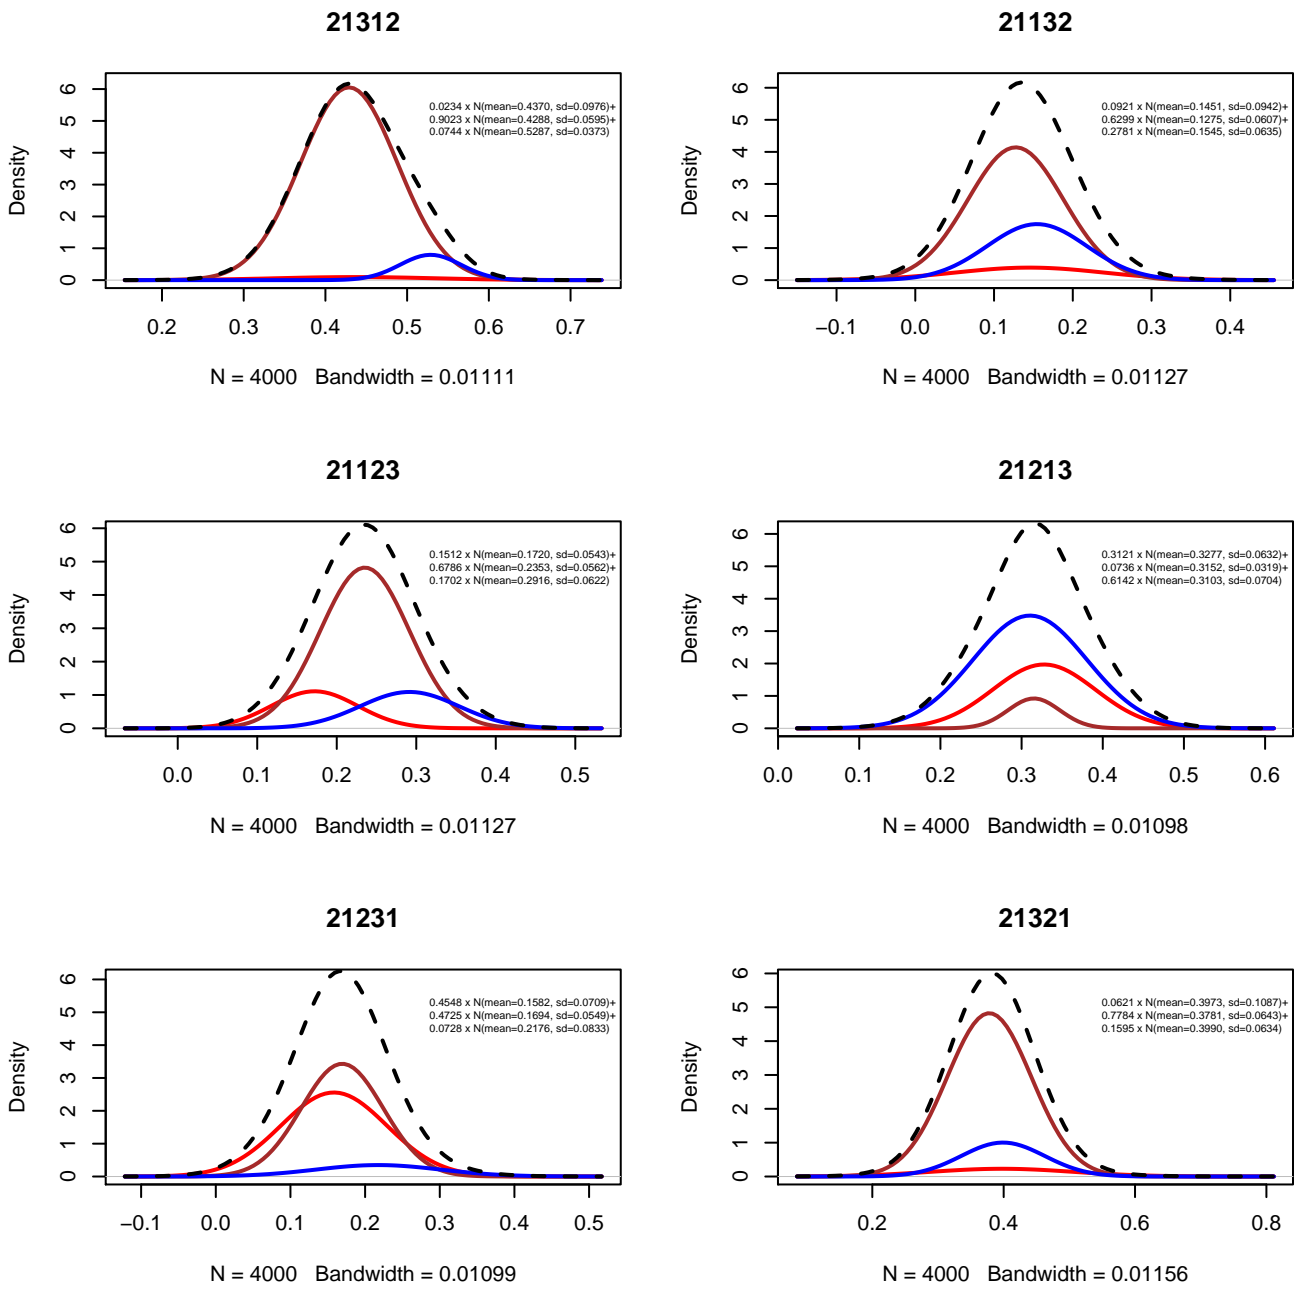 21312
Density
0 1 2 3 4 5 6
0.0234 x N(mean=0.4370, sd=0.0976)+
0.9023 x N(mean=0.4288, sd=0.0595)+
0.0744 x N(mean=0.5287, sd=0.0373)
0.2 0.3 0.4 0.5 0.6 0.7
N = 4000 Bandwidth = 0.01111
21132
Density
0 1 2 3 4 5 6
0.0921 x N(mean=0.1451, sd=0.0942)+
0.6299 x N(mean=0.1275, sd=0.0607)+
0.2781 x N(mean=0.1545, sd=0.0635)
−0.1 0.0 0.1 0.2 0.3 0.4
N = 4000 Bandwidth = 0.01127
21123
Density
0 1 2 3 4 5 6
0.1512 x N(mean=0.1720, sd=0.0543)+
0.6786 x N(mean=0.2353, sd=0.0562)+
0.1702 x N(mean=0.2916, sd=0.0622)
0.0 0.1 0.2 0.3 0.4 0.5
N = 4000 Bandwidth = 0.01127
21213
Density
0 1 2 3 4 5 6
0.3121 x N(mean=0.3277, sd=0.0632)+
0.0736 x N(mean=0.3152, sd=0.0319)+
0.6142 x N(mean=0.3103, sd=0.0704)
0.0 0.1 0.2 0.3 0.4 0.5 0.6
N = 4000 Bandwidth = 0.01098
21231
Density
0 1 2 3 4 5 6
0.4548 x N(mean=0.1582, sd=0.0709)+
0.4725 x N(mean=0.1694, sd=0.0549)+
0.0728 x N(mean=0.2176, sd=0.0833)
−0.1 0.0 0.1 0.2 0.3 0.4 0.5
N = 4000 Bandwidth = 0.01099
21321
Density
0 1 2 3 4 5 6
0.0621 x N(mean=0.3973, sd=0.1087)+
0.7784 x N(mean=0.3781, sd=0.0643)+
0.1595 x N(mean=0.3990, sd=0.0634)
0.2 0.4 0.6 0.8
N = 4000 Bandwidth = 0.01156